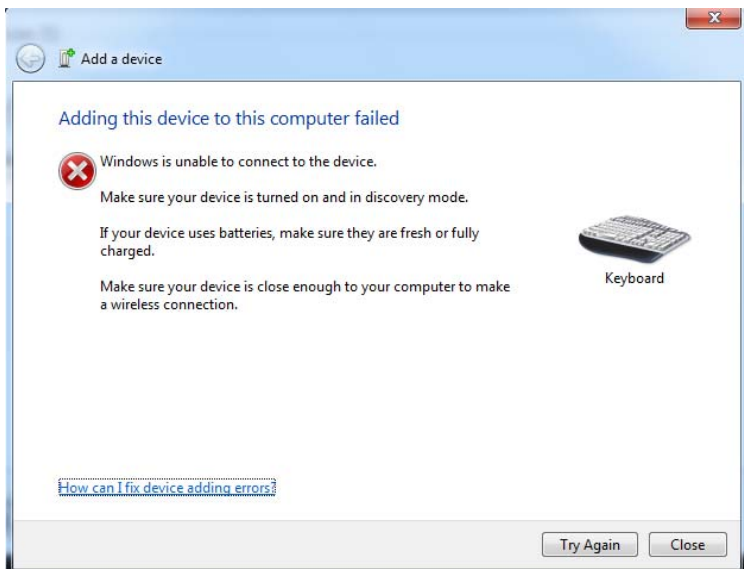 Add a device
Adding this device to this computer failed
Windows is unable to connect to the device.
Make sure your device is turned on and in discovery mode.
If your device uses batteries, make sure they are fresh or fully
charged.
Make sure your device is close enough to your computer to make
a wireless connection.
Keyboard
How can I fix device adding errors?
Try Again
Close